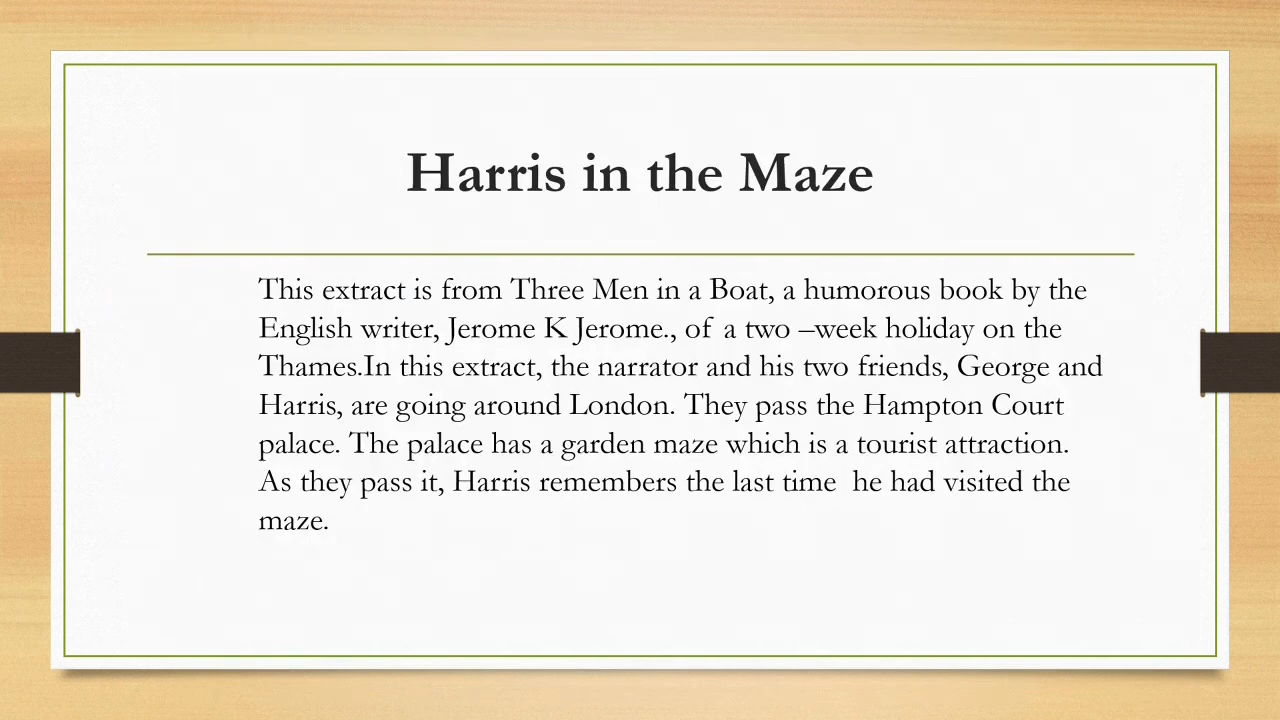 Harris in the Maze
This extract is from Three Men in a Boat, a humorous book by the
English writer, Jerome K Jerome., of a two –week holiday on the
Thames.In this extract, the narrator and his two friends, George and
Harris, are going around London. They pass the Hampton Court
palace. The palace has a garden maze which is a tourist attraction.
As they pass it, Harris remembers the last time  he had visited the
maze.